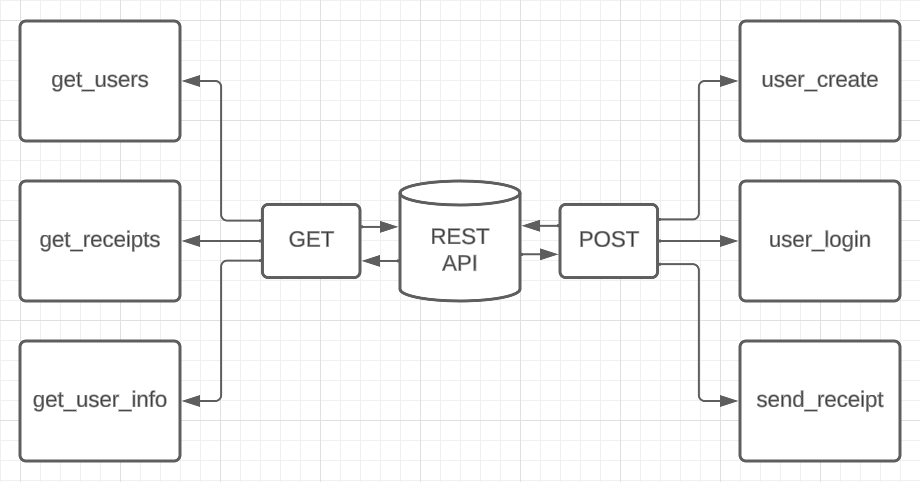 get_users
user_create
get_receipts
GET
REST
API
POST
user_login
get_user_info
send_receipt